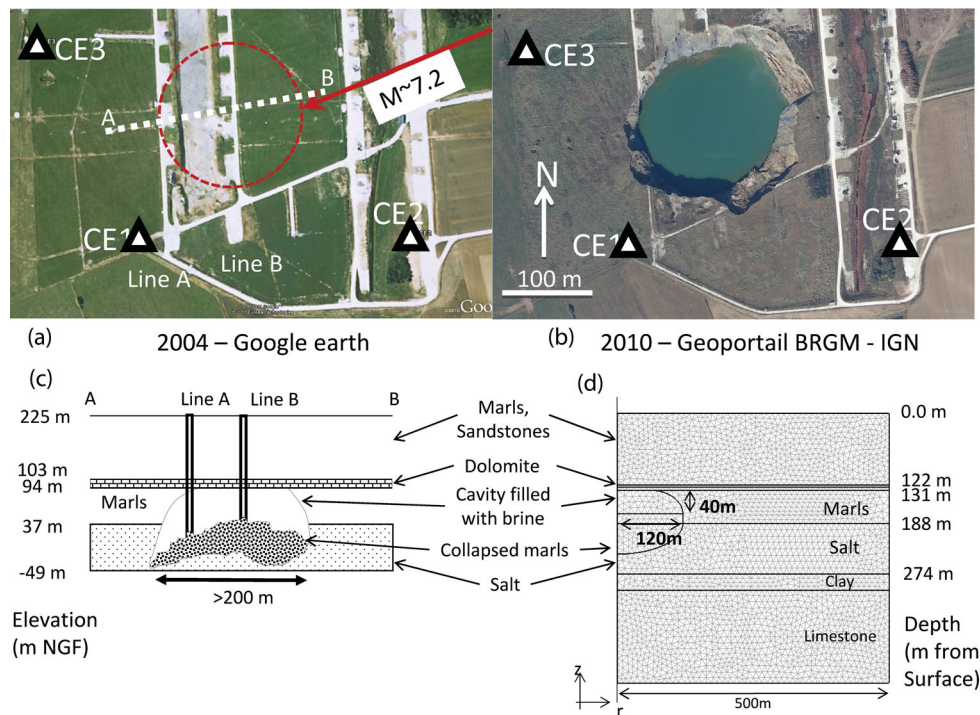 CE3
A
B
M~7.2
CE1
CE2
Line A
Line B
Goo
CE3
N
CE1
CE2
100 m
(a)
2004 – Google earth
(b)
2010 – Geoportail BRGM - IGN
(c)
A
Line A
Line B
B
225 m
103 m
94 m
Marls
37 m
-49 m
>200 m
Elevation
(m NGF)
Marls,
Sandstones
Dolomite
Cavity filled
with brine
Collapsed marls
Salt
(d)
0.0 m
122 m
131 m
40m
Marls
120m
188 m
Salt
274 m
Clay
Limestone
Depth
(m from
Surface)
z
r
500m